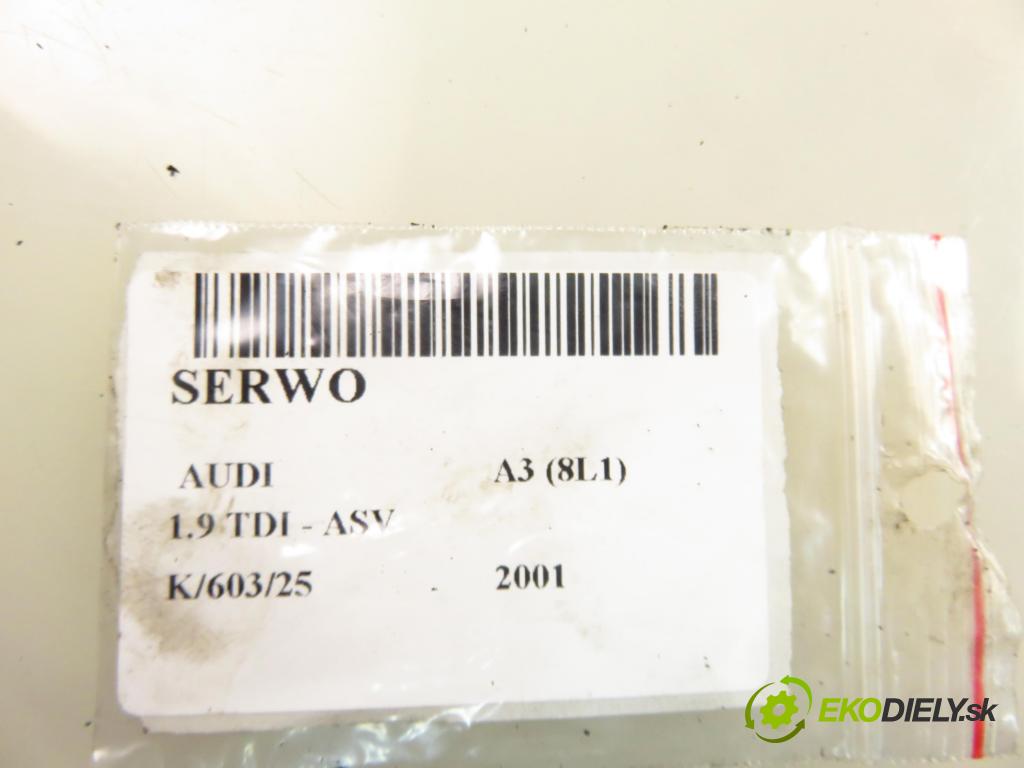 SERWO
AUDI A3 (8L1)
1.9 TDI - ASV
K/603/25 2001
EKODIELY.sk